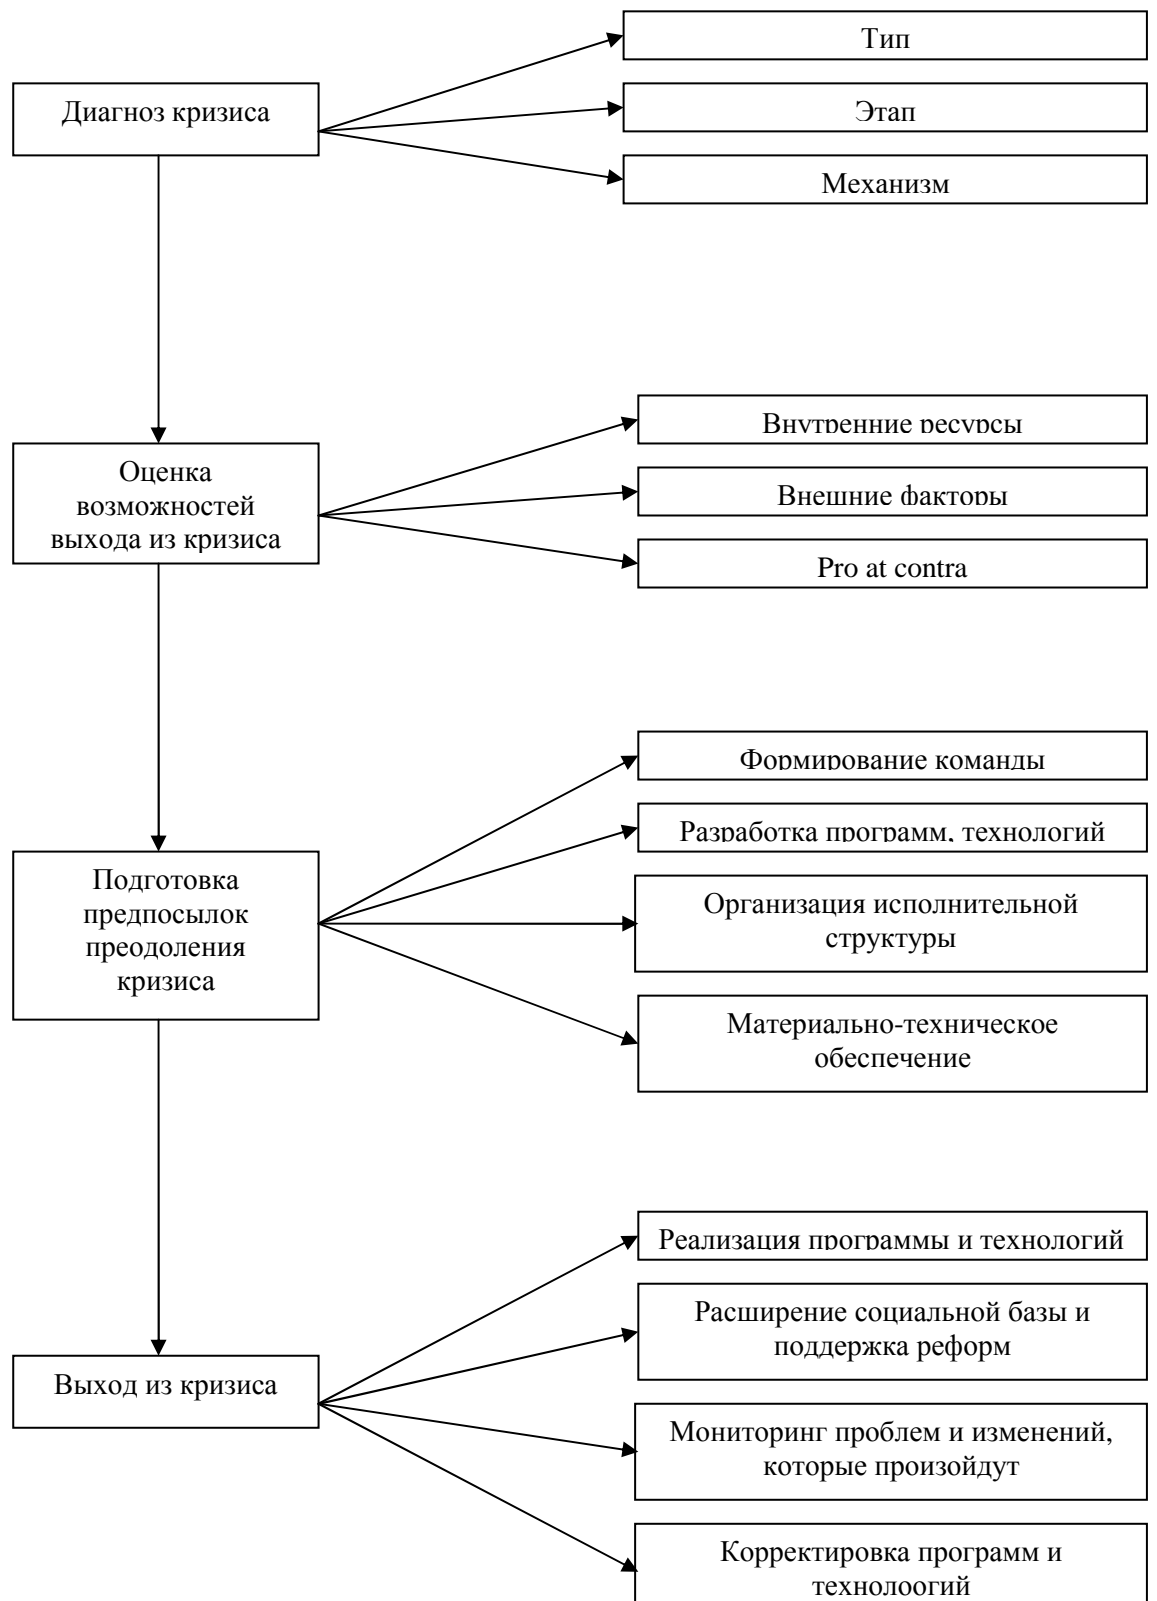 Тип
Диагноз кризиса
Этап
Механизм
Внутренние ресурсы
Оценка
возможностей
выхода из кризиса
Внешние факторы
Pro at contra
Формирование команды
Разработка программ, технологий
Подготовка
предпосылок
преодоления
кризиса
Организация исполнительной
структуры
Материально-техническое
обеспечение
Реализация программы и технологий
Расширение социальной базы и
поддержка реформ
Выход из кризиса
Мониторинг проблем и изменений,
которые произойдут
Корректировка программ и
технолоогий